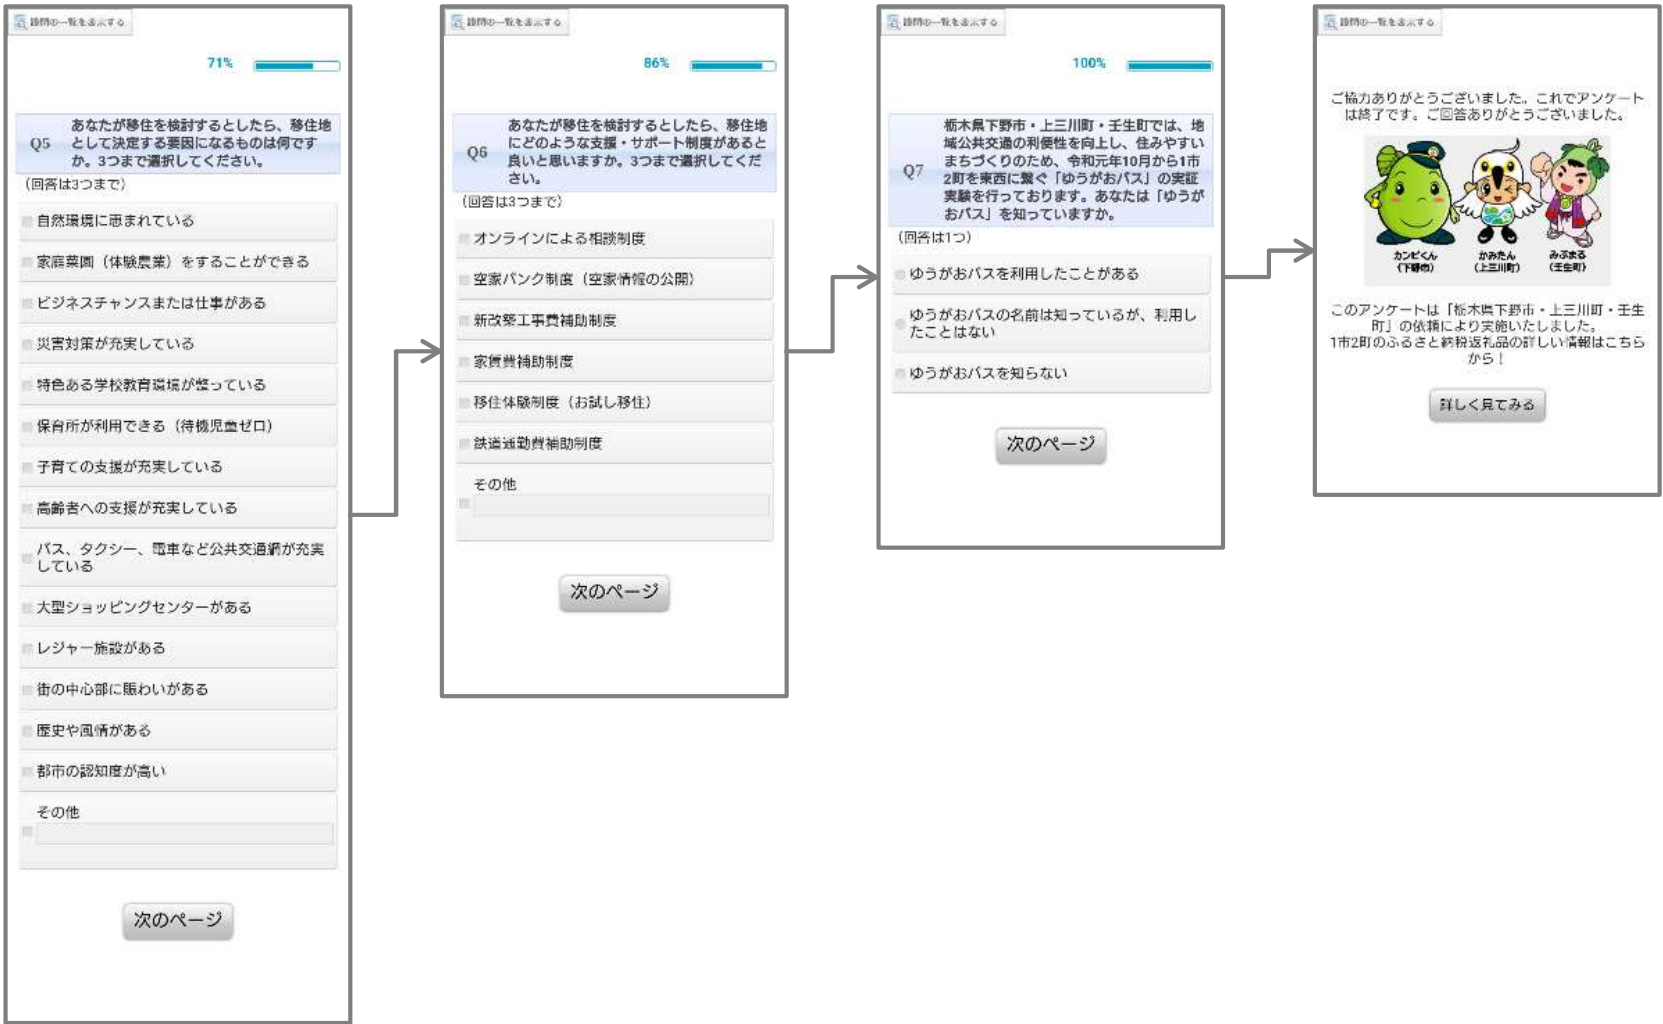 設問の一覧を表示する
71%
Q5
あなたが移住を検討するとしたら、移住地
として決定する要因になるものは何です
か。3つまで選択してください。
(回答は3つまで)
自然環境に恵まれている
家庭菜園（体験農業）をすることができる
ビジネスチャンスまたは仕事がある
災害対策が充実している
特色ある学校教育環境が整っている
保育所が利用できる（待機児童ゼロ）
子育ての支援が充実している
高齢者への支援が充実している
バス、タクシー、電車など公共交通網が充実
している
大型ショッピングセンターがある
レジャー施設がある
街の中心部に賑わいがある
歴史や風情がある
都市の認知度が高い
その他
次のページ
設問の一覧を表示する
86%
Q6
あなたが移住を検討するとしたら、移住地
にどのような支援・サポート制度があると
良いと思いますか。3つまで選択してくだ
さい。
(回答は3つまで)
オンラインによる相談制度
空家バンク制度（空家情報の公開）
新改築工事費補助制度
家賃費補助制度
移住体験制度（お試し移住）
鉄道通勤費補助制度
その他
次のページ
設問の一覧を表示する
100%
Q7
栃木県下野市・上三川町・壬生町では、地
域公共交通の利便性を向上し、住みやすい
まちづくりのため、令和元年10月から1市
2町を東西に繋ぐ「ゆうがおバス」の実証
実験を行っております。あなたは「ゆうが
おバス」を知っていますか。
(回答は1つ)
ゆうがおバスを利用したことがある
ゆうがおバスの名前は知っているが、利用し
たことはない
ゆうがおバスを知らない
次のページ
設問の一覧を表示する
ご協力ありがとうございました。これでアンケート
は終了です。ご回答ありがとうございました。
カンピくん
(下野市)
かみたん
(上三川町)
みぶまる
(壬生町)
このアンケートは「栃木県下野市・上三川町・壬生
町」の依頼により実施いたしました。
1市2町のふるさと納税返礼品の詳しい情報はこちら
から！
詳しく見てみる